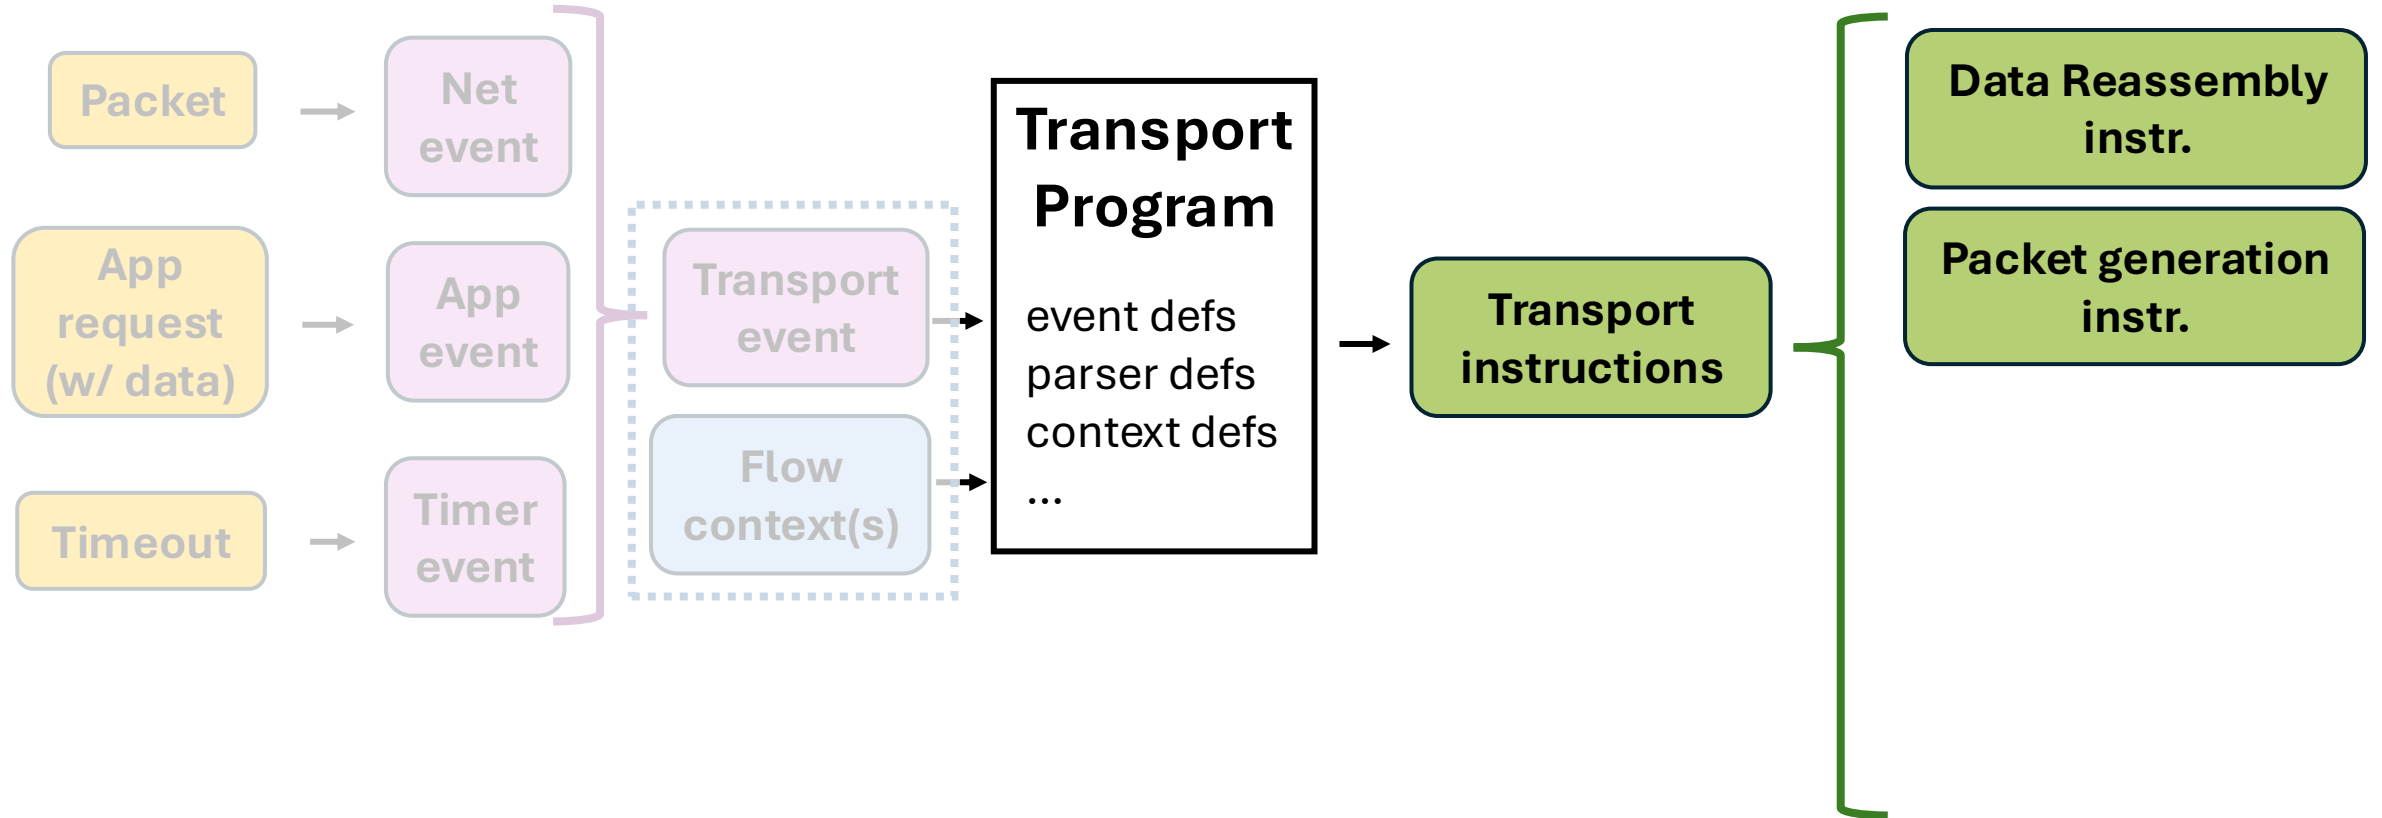 Packet
Net
event
App
request
(w/ data)
App
event
Timeout
Timer
event
Transport
event
Flow
context(s)
Transport
Program
event defs
parser defs
context defs
...
Transport
instructions
Data Reassembly
instr.
Packet generation
instr.